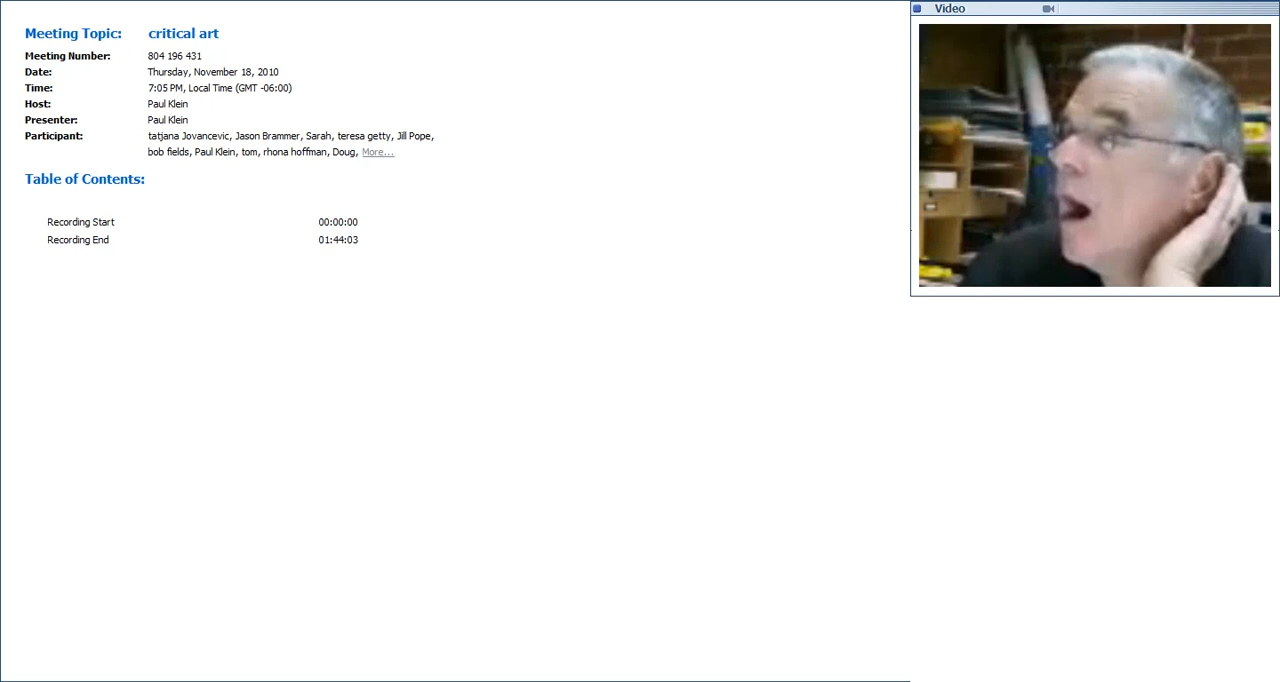 Meeting Topic: critical art
Meeting Number: 804 196 431
Date: Thursday, November 18, 2010
Time: 7:05 PM, Local Time (GMT -06:00)
Host: Paul Klein
Presenter: Paul Klein
Participant: tatjana Jovancevic, Jason Brammer, Sarah, teresa getty, Jill Pope,
bob fields, Paul Klein, tom, rhona hoffman, Doug, More...
Table of Contents:
Recording Start 00:00:00
Recording End 01:44:03
Video